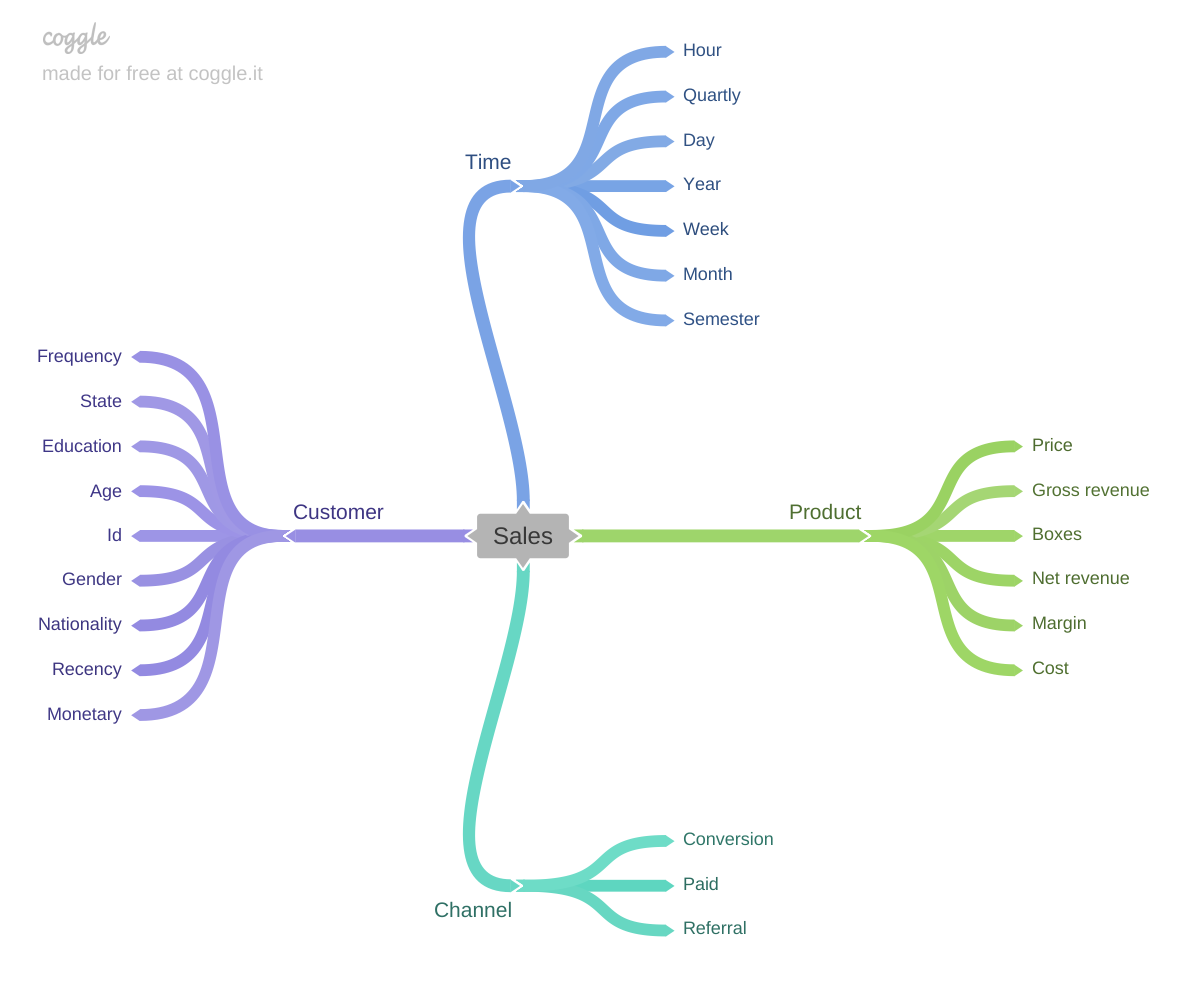 coggle
made for free at coggle.it
Time
Hour
Quartly
Day
Year
Week
Month
Semester
Customer
Frequency
State
Education
Age
Id
Gender
Nationality
Recency
Monetary
Sales
Product
Price
Gross revenue
Boxes
Net revenue
Margin
Cost
Channel
Conversion
Paid
Referral